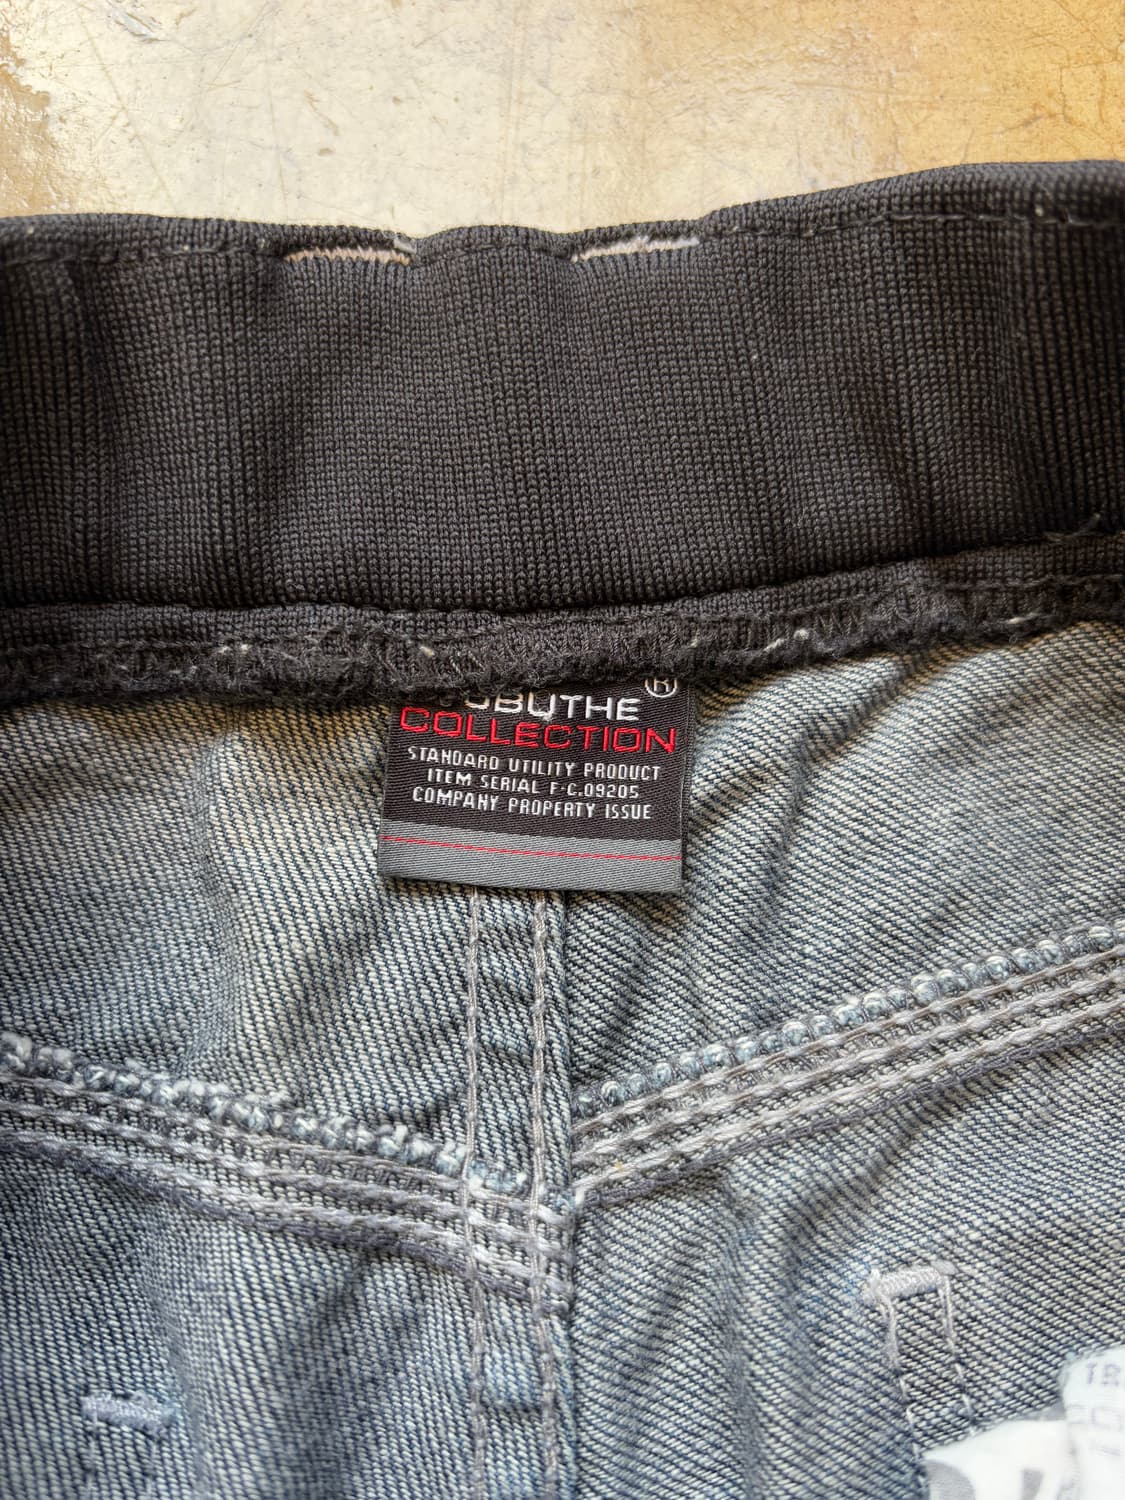 ®
COLLECTION
STANDARD UTILITY PRODUCT
ITEM SERIAL F·C.09205
COMPANY PROPERTY ISSUE